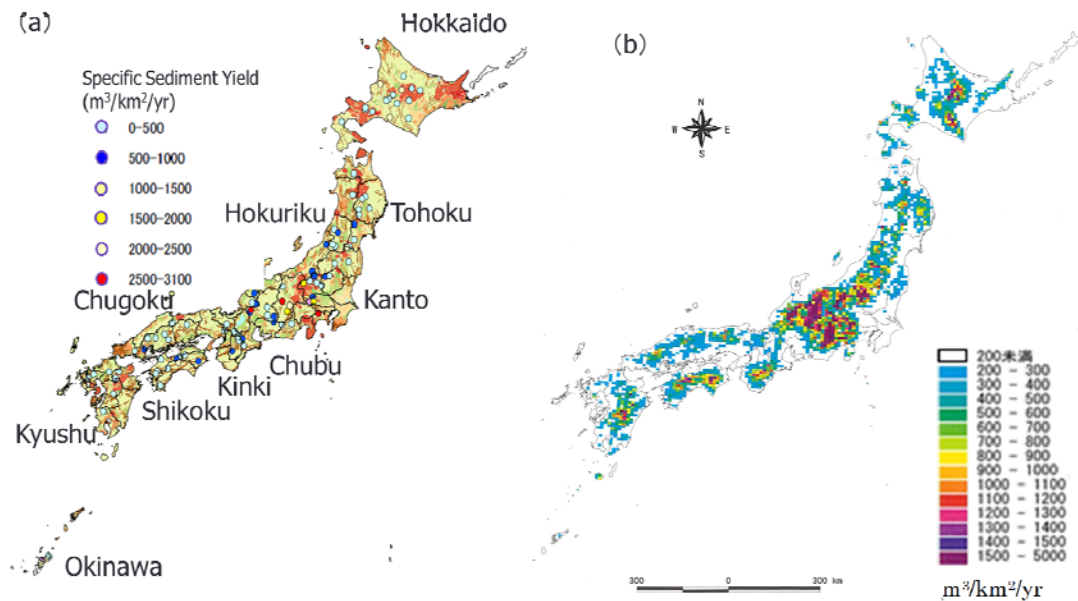 (a)
Hokkaido
Specific Sediment Yield
(m³/km²/yr)
0-500
500-1000
1000-1500
1500-2000
2000-2500
2500-3100
Hokuriku
Tohoku
Chugoku
Kanto
Chubu
Kinki
Shikoku
Kyushu
Okinawa
(b)
N
W E
S
200未満
200 - 300
300 - 400
400 - 500
500 - 600
600 - 700
700 - 800
800 - 900
900 - 1000
1000 - 1100
1100 - 1200
1200 - 1300
1300 - 1400
1400 - 1500
1500 - 5000
m³/km²/yr
300 0 300 km